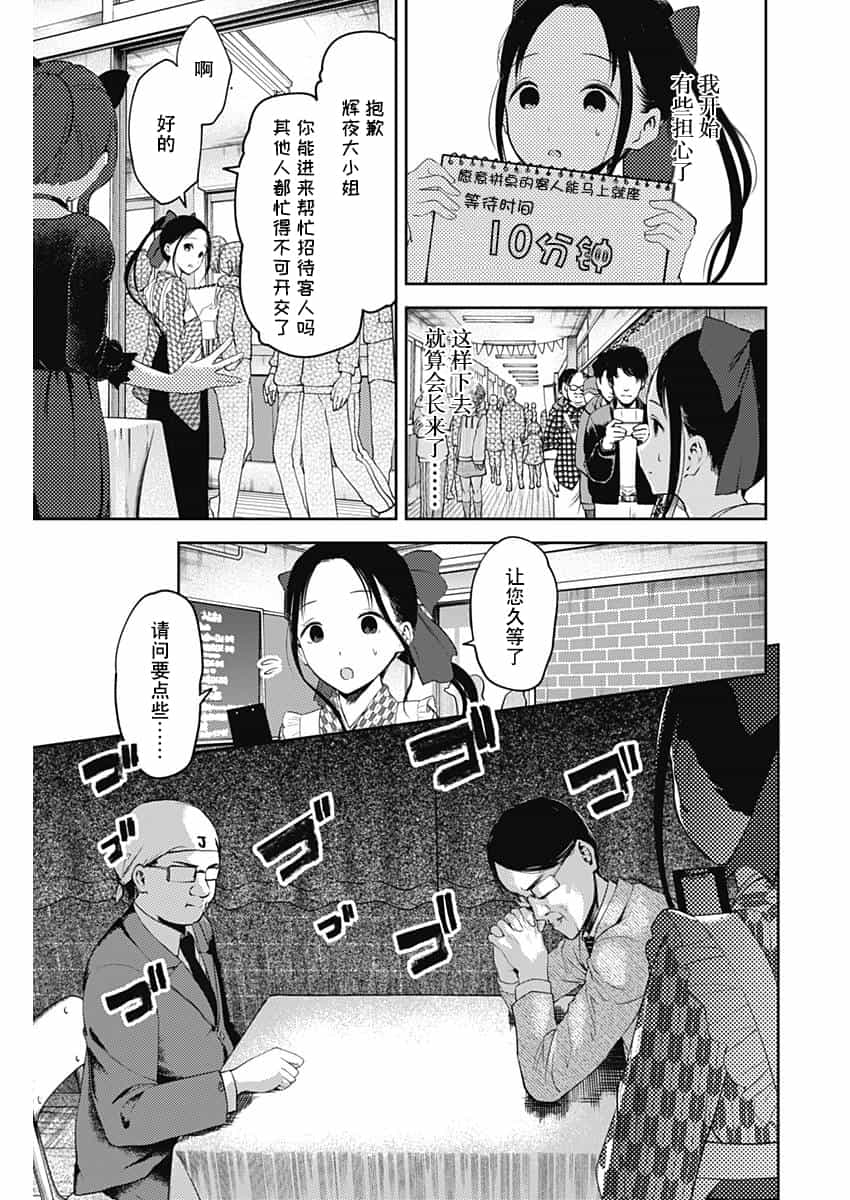 我开始
有些担心了
愿意拼桌的客人能马上就座
等待时间
10分钟
这样下去
就算会长来了……
抱歉
辉夜大小姐
你能进来帮忙招待客人吗
其他人都忙得不可开交了
啊
好的
让您久等了
请问要点些……
ゴ
ゴ
ゴ
ゴ
ゴ
ゴ
ゴ
ゴ
J